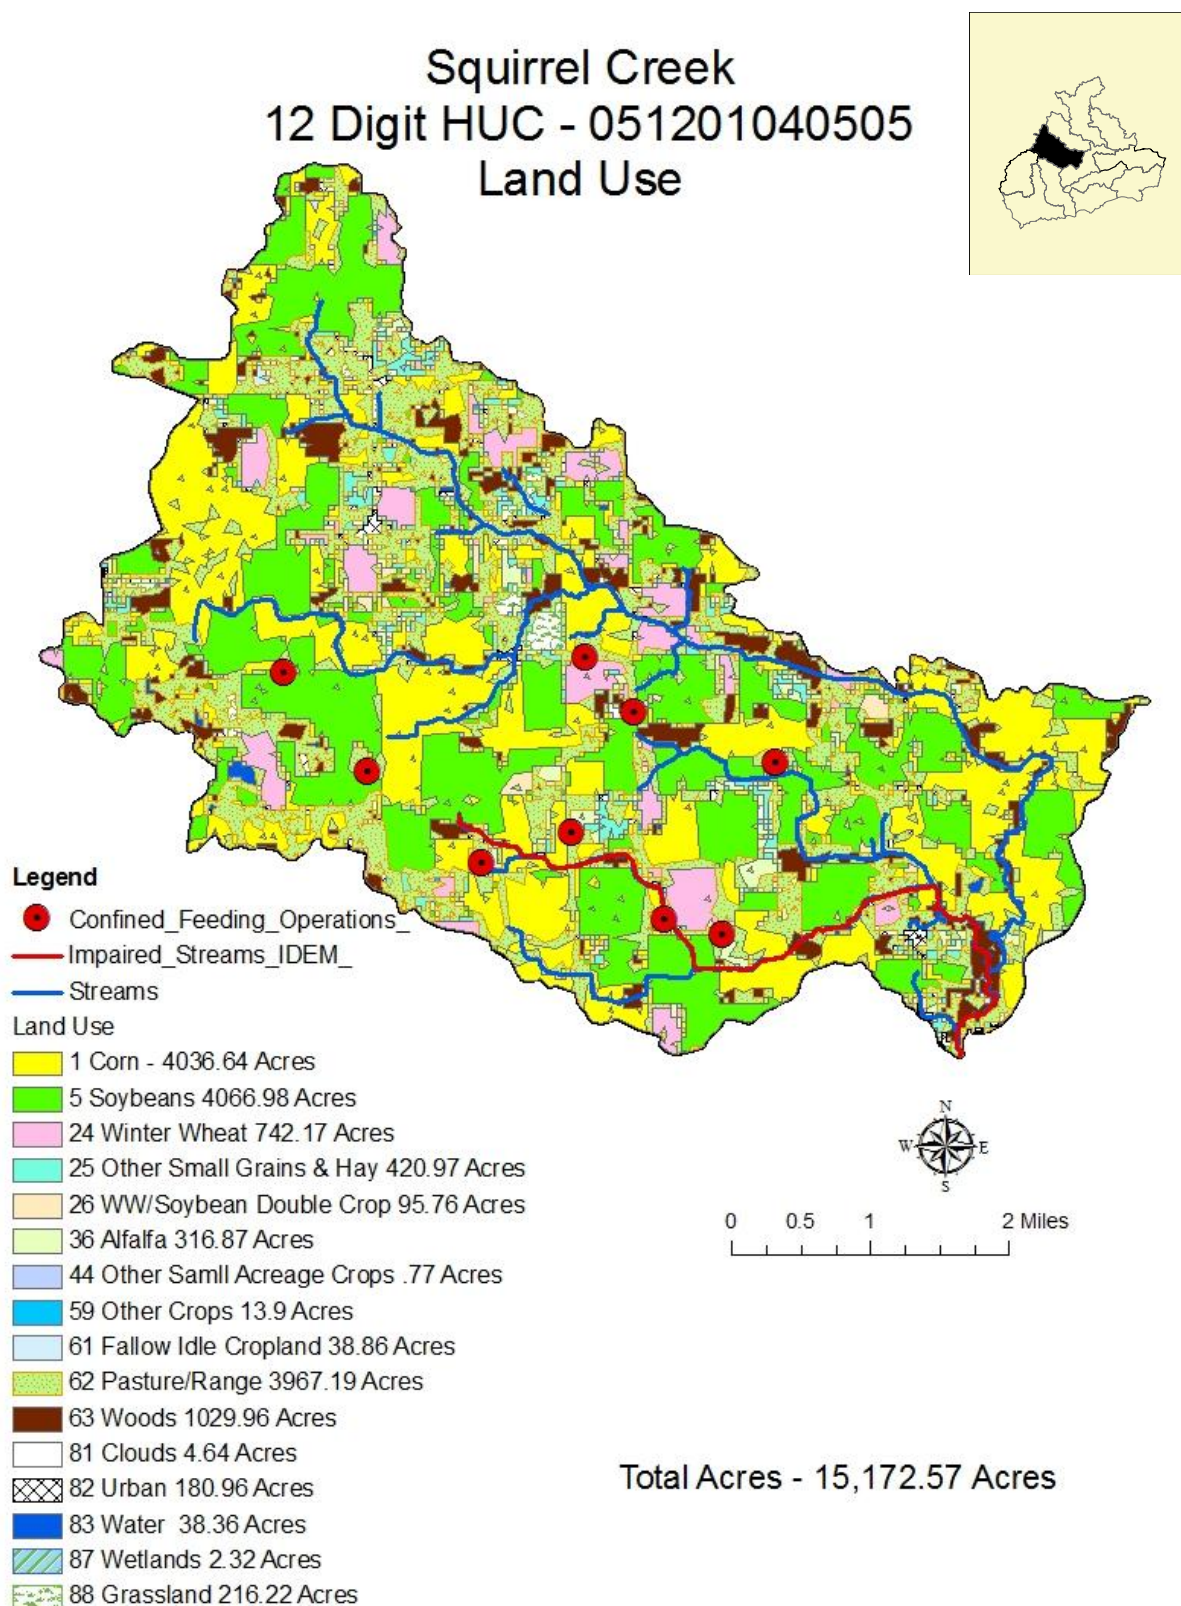 Squirrel Creek
12 Digit HUC - 051201040505
Land Use
Legend
Confined_Feeding_Operations_
Impaired_Streams_IDEM_
Streams
Land Use
1 Corn - 4036.64 Acres
5 Soybeans 4066.98 Acres
24 Winter Wheat 742.17 Acres
25 Other Small Grains & Hay 420.97 Acres
26 WW/Soybean Double Crop 95.76 Acres
36 Alfalfa 316.87 Acres
44 Other Samll Acreage Crops .77 Acres
59 Other Crops 13.9 Acres
61 Fallow Idle Cropland 38.86 Acres
62 Pasture/Range 3967.19 Acres
63 Woods 1029.96 Acres
81 Clouds 4.64 Acres
82 Urban 180.96 Acres
83 Water 38.36 Acres
87 Wetlands 2.32 Acres
88 Grassland 216.22 Acres
N
W E
S
0 0.5 1 2 Miles
Total Acres - 15,172.57 Acres